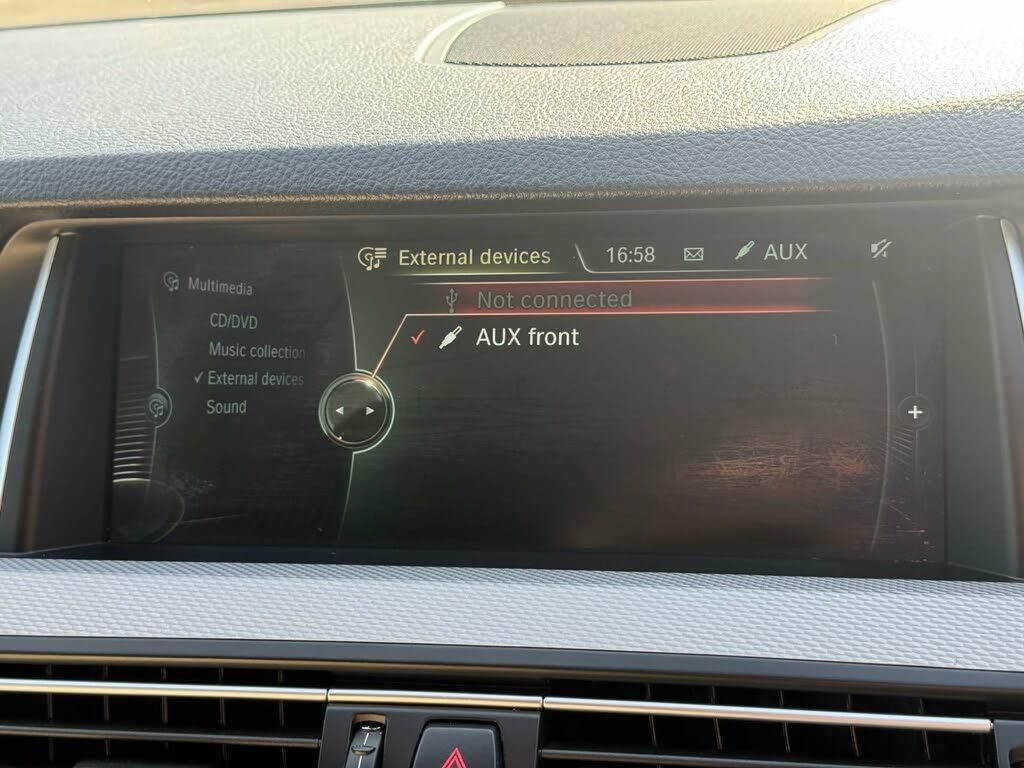 External devices
16:58
AUX
Multimedia
CD/DVD
Music collection
External devices
Sound
Not connected
AUX front